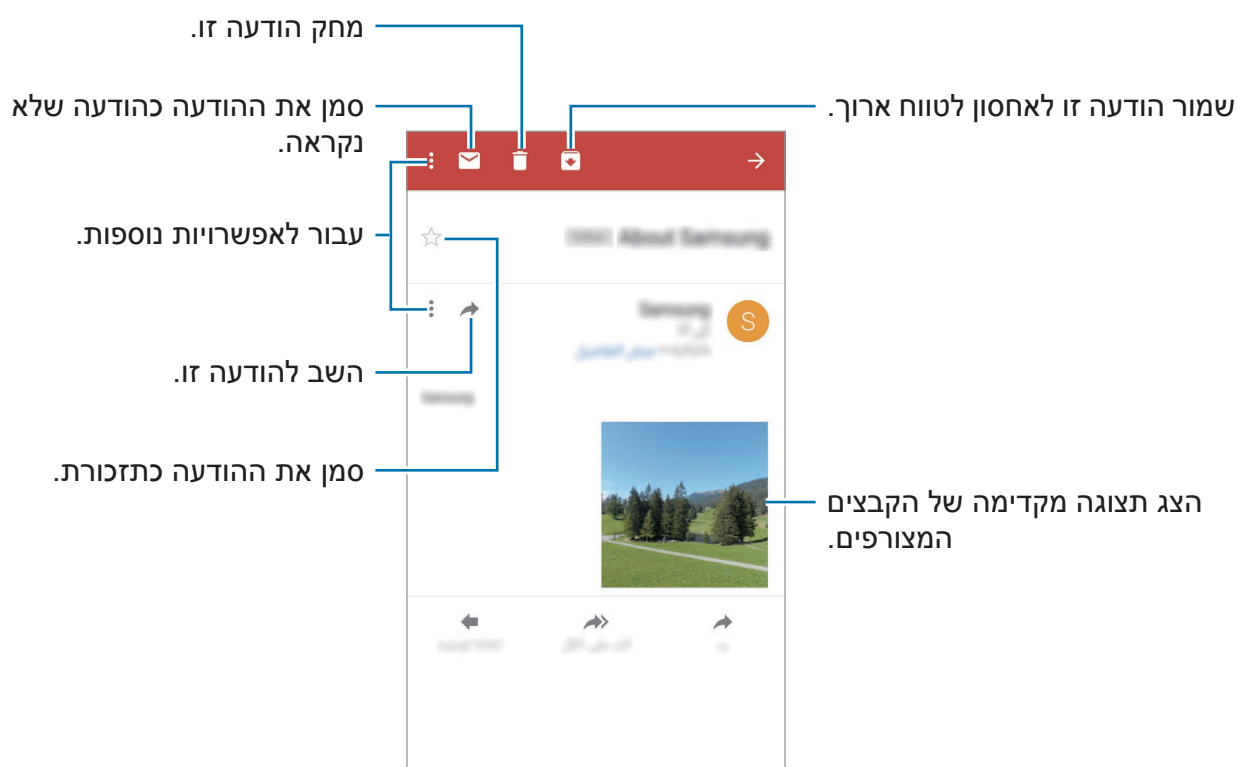 מחק הודעה זו.
סמן את ההודעה כהודעה שלא
נקראה.
שמור הודעה זו לאחסון לטווח ארוך.
עבור לאפשרויות נוספות.
About Samsung
Samsung
S
השב להודעה זו.
Samsung
סמן את ההודעה כתזכורת.
הצג תצוגה מקדימה של הקבצים
המצורפים.